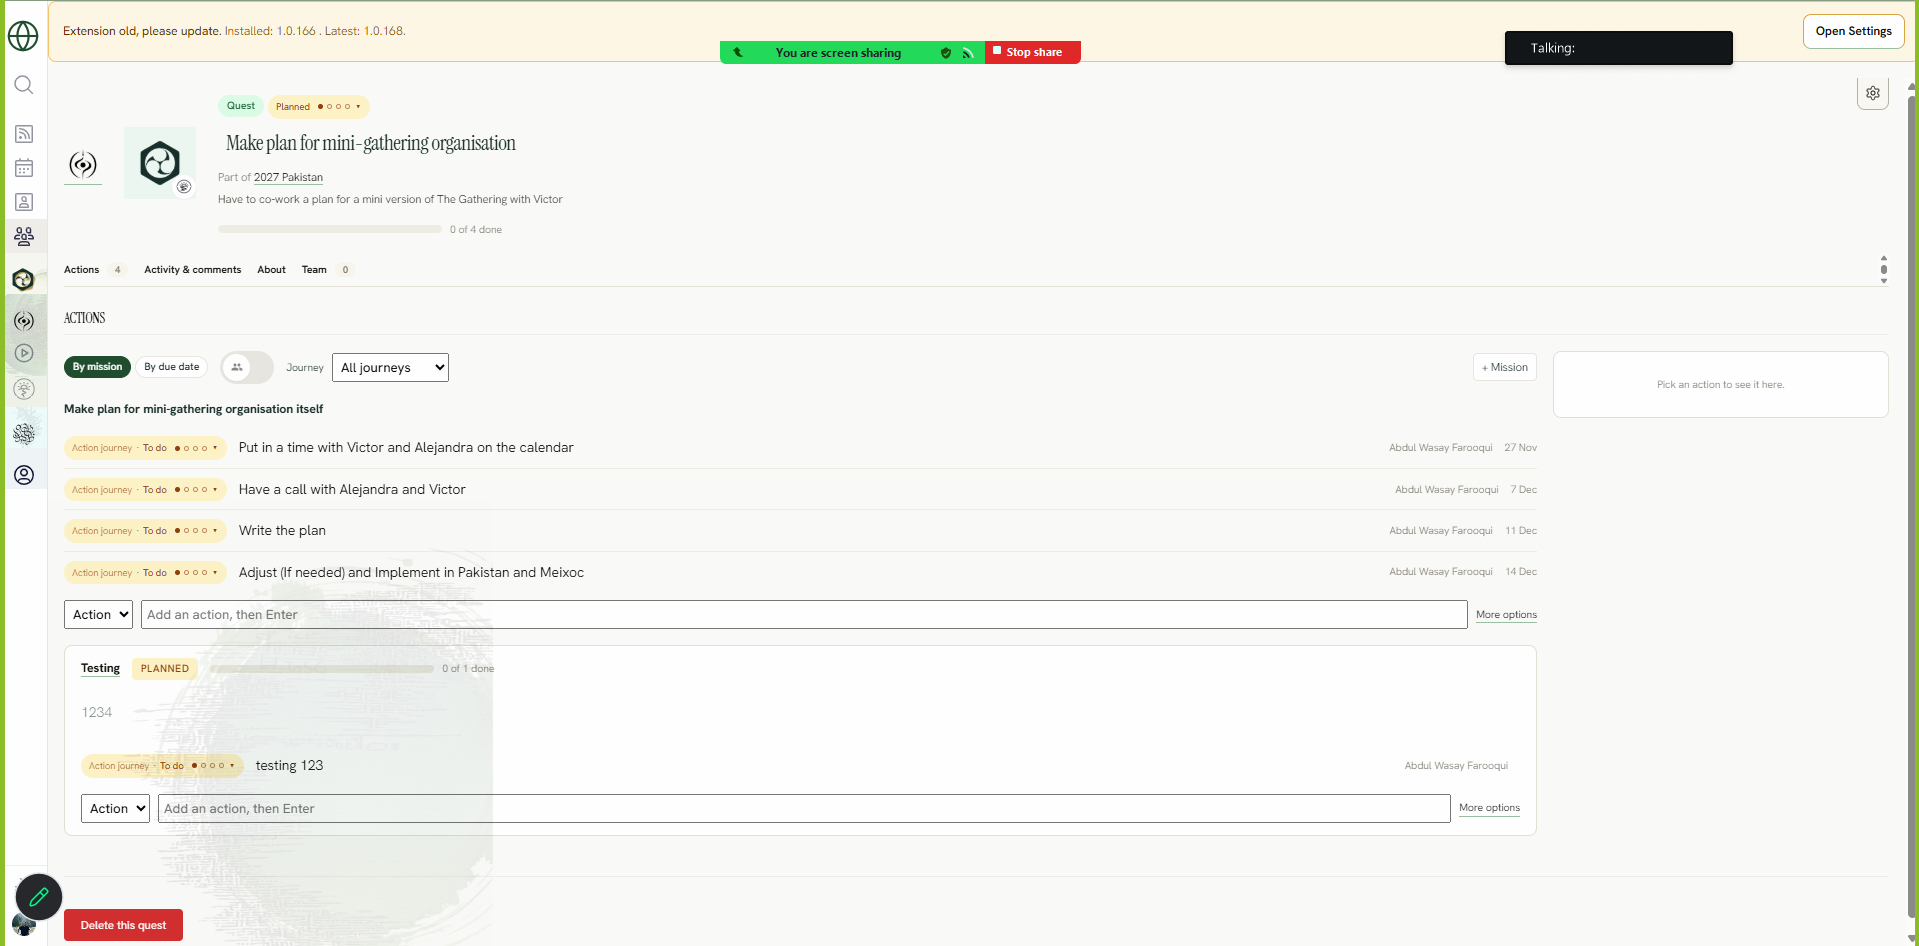 Extension old, please update. Installed: 1.0.166 . Latest: 1.0.168.
Open Settings
You are screen sharing
Stop share
Talking:
Quest
Planned
Make plan for mini-gathering organisation
Part of 2027 Pakistan
Have to co-work a plan for a mini version of The Gathering with Victor
0 of 4 done
Actions 4 Activity & comments About Team 0
ACTIONS
By mission By due date Journey All journeys + Mission
Pick an action to see it here.
Make plan for mini-gathering organisation itself
Action journey · To do Put in a time with Victor and Alejandra on the calendar Abdul Wasay Farooqui 27 Nov
Action journey · To do Have a call with Alejandra and Victor Abdul Wasay Farooqui 7 Dec
Action journey · To do Write the plan Abdul Wasay Farooqui 11 Dec
Action journey · To do Adjust (If needed) and Implement in Pakistan and Meixoc Abdul Wasay Farooqui 14 Dec
Action Add an action, then Enter More options
Testing PLANNED 0 of 1 done
1234
Action journey · To do testing 123 Abdul Wasay Farooqui
Action Add an action, then Enter More options
Delete this quest